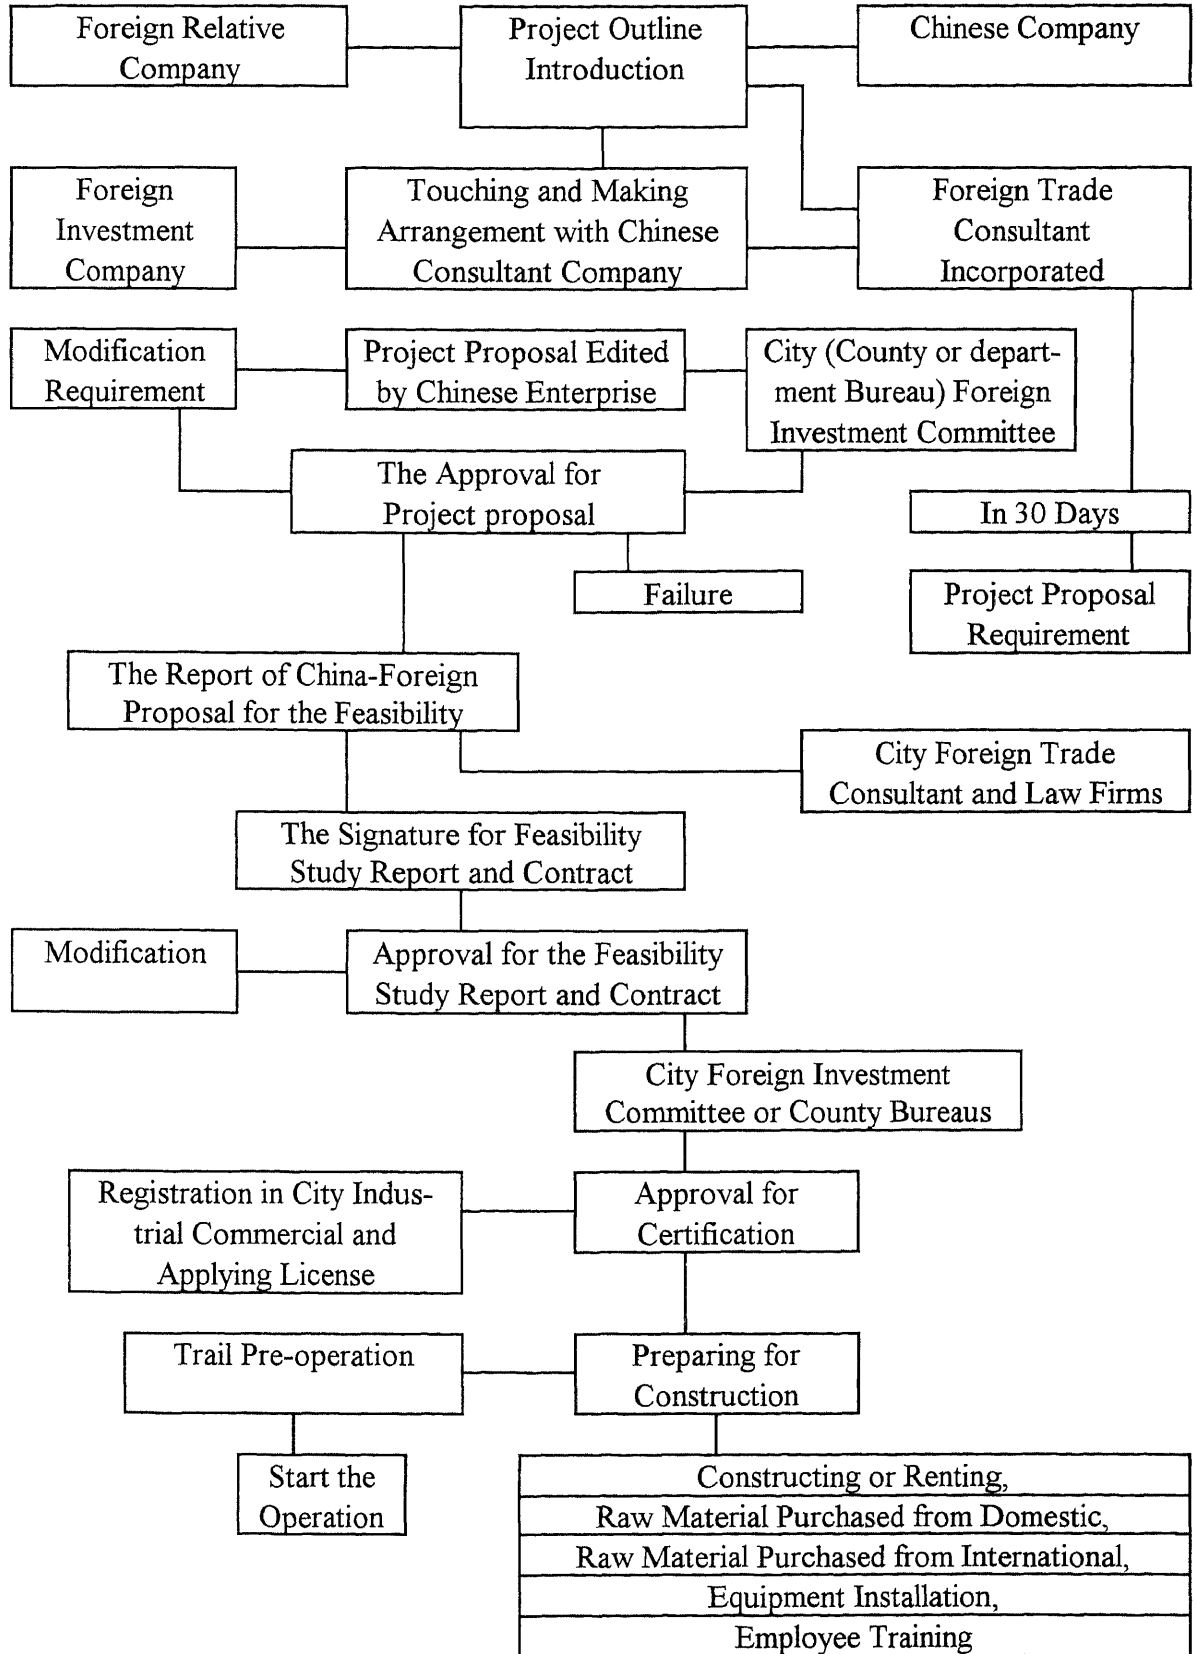 Foreign Relative
Company
Project Outline
Introduction
Chinese Company
Foreign
Investment
Company
Touching and Making
Arrangement with Chinese
Consultant Company
Foreign Trade
Consultant
Incorporated
Modification
Requirement
Project Proposal Edited
by Chinese Enterprise
City (County or depart-
ment Bureau) Foreign
Investment Committee
The Approval for
Project proposal
In 30 Days
Failure
Project Proposal
Requirement
The Report of China-Foreign
Proposal for the Feasibility
City Foreign Trade
Consultant and Law Firms
The Signature for Feasibility
Study Report and Contract
Modification
Approval for the Feasibility
Study Report and Contract
City Foreign Investment
Committee or County Bureaus
Registration in City Indus-
trial Commercial and
Applying License
Approval for
Certification
Trail Pre-operation
Preparing for
Construction
Start the
Operation
Constructing or Renting,
Raw Material Purchased from Domestic,
Raw Material Purchased from International,
Equipment Installation,
Employee Training